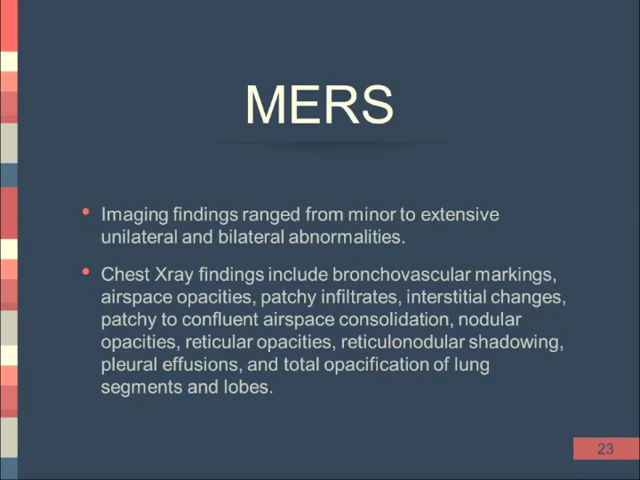 MERS
• Imaging findings ranged from minor to extensive
unilateral and bilateral abnormalities.
• Chest Xray findings include bronchovascular markings,
airspace opacities, patchy infiltrates, interstitial changes,
patchy to confluent airspace consolidation, nodular
opacities, reticular opacities, reticulonodular shadowing,
pleural effusions, and total opacification of lung
segments and lobes.
23